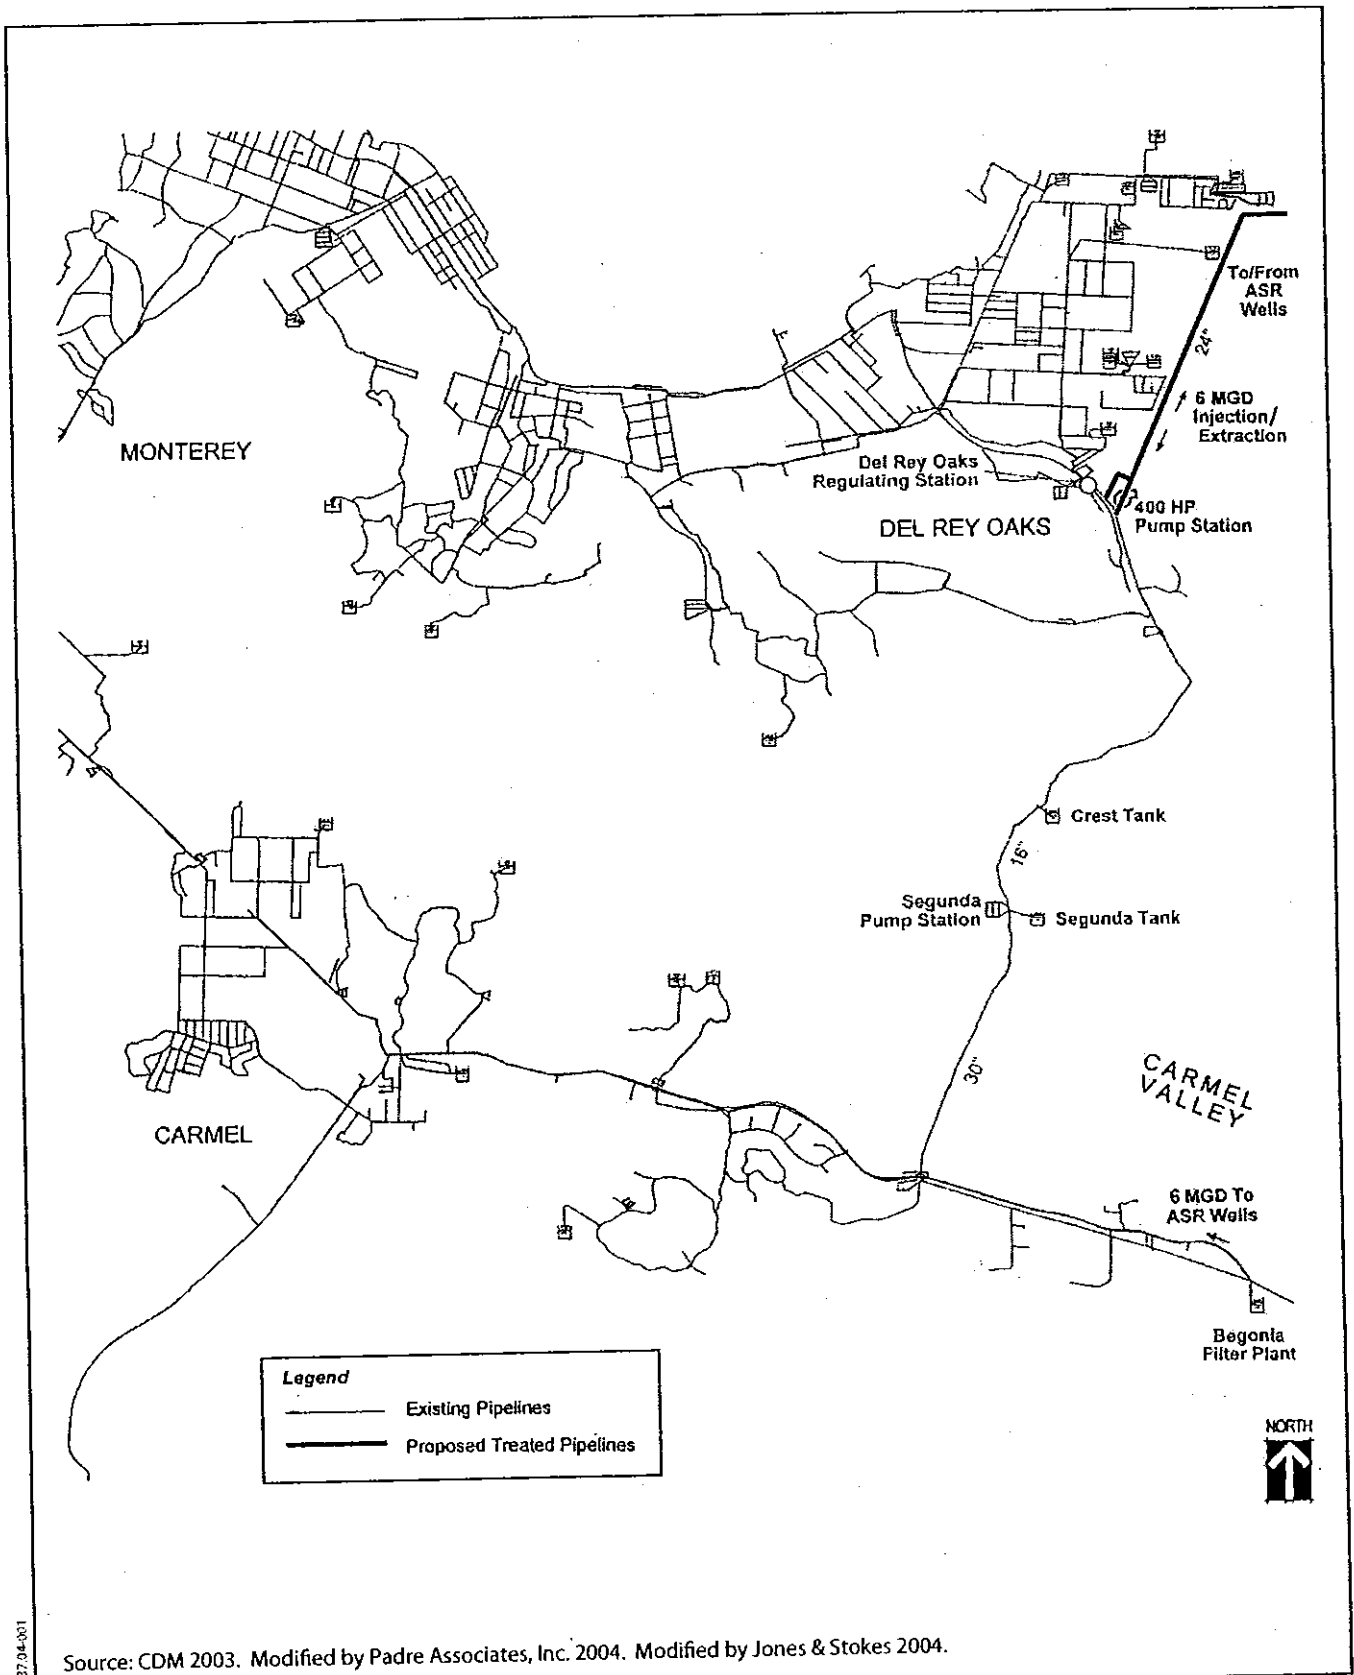 To/From
ASR
Wells
24"
6 MGD
Injection/
Extraction
MONTEREY
Del Rey Oaks
Regulating Station
400 HP
Pump Station
DEL REY OAKS
Crest Tank
16"
Segunda
Pump Station
Segunda Tank
30"
CARMEL
VALLEY
CARMEL
6 MGD To
ASR Wells
Begonia
Filter Plant
Legend
Existing Pipelines
Proposed Treated Pipelines
NORTH
37.04-001
Source: CDM 2003. Modified by Padre Associates, Inc. 2004. Modified by Jones & Stokes 2004.